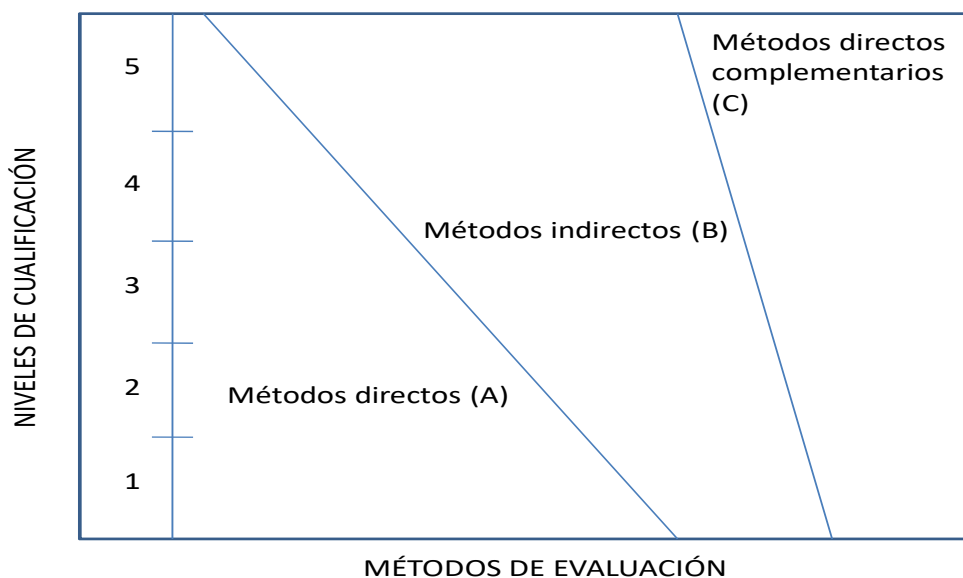 NIVELES DE CUALIFICACIÓN
5
4
3
2
1
Métodos directos
complementarios
(C)
Métodos indirectos (B)
Métodos directos (A)
MÉTODOS DE EVALUACIÓN